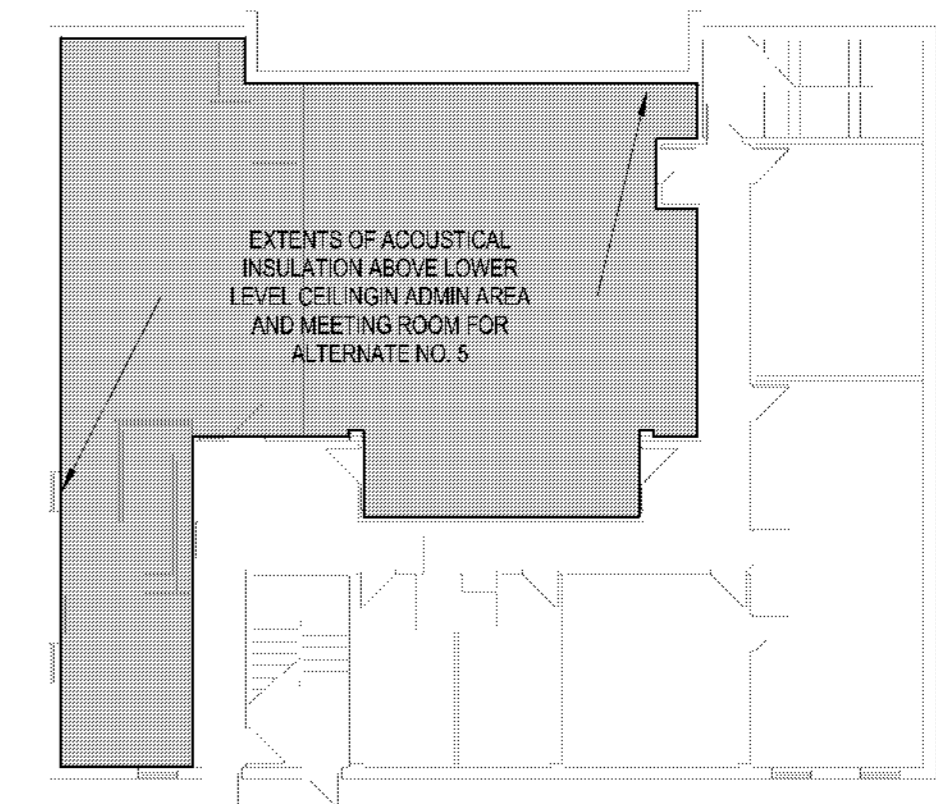 EXTENTS OF ACOUSTICAL
INSULATION ABOVE LOWER
LEVEL CEILINGIN ADMIN AREA
AND MEETING ROOM FOR
ALTERNATE NO. 5